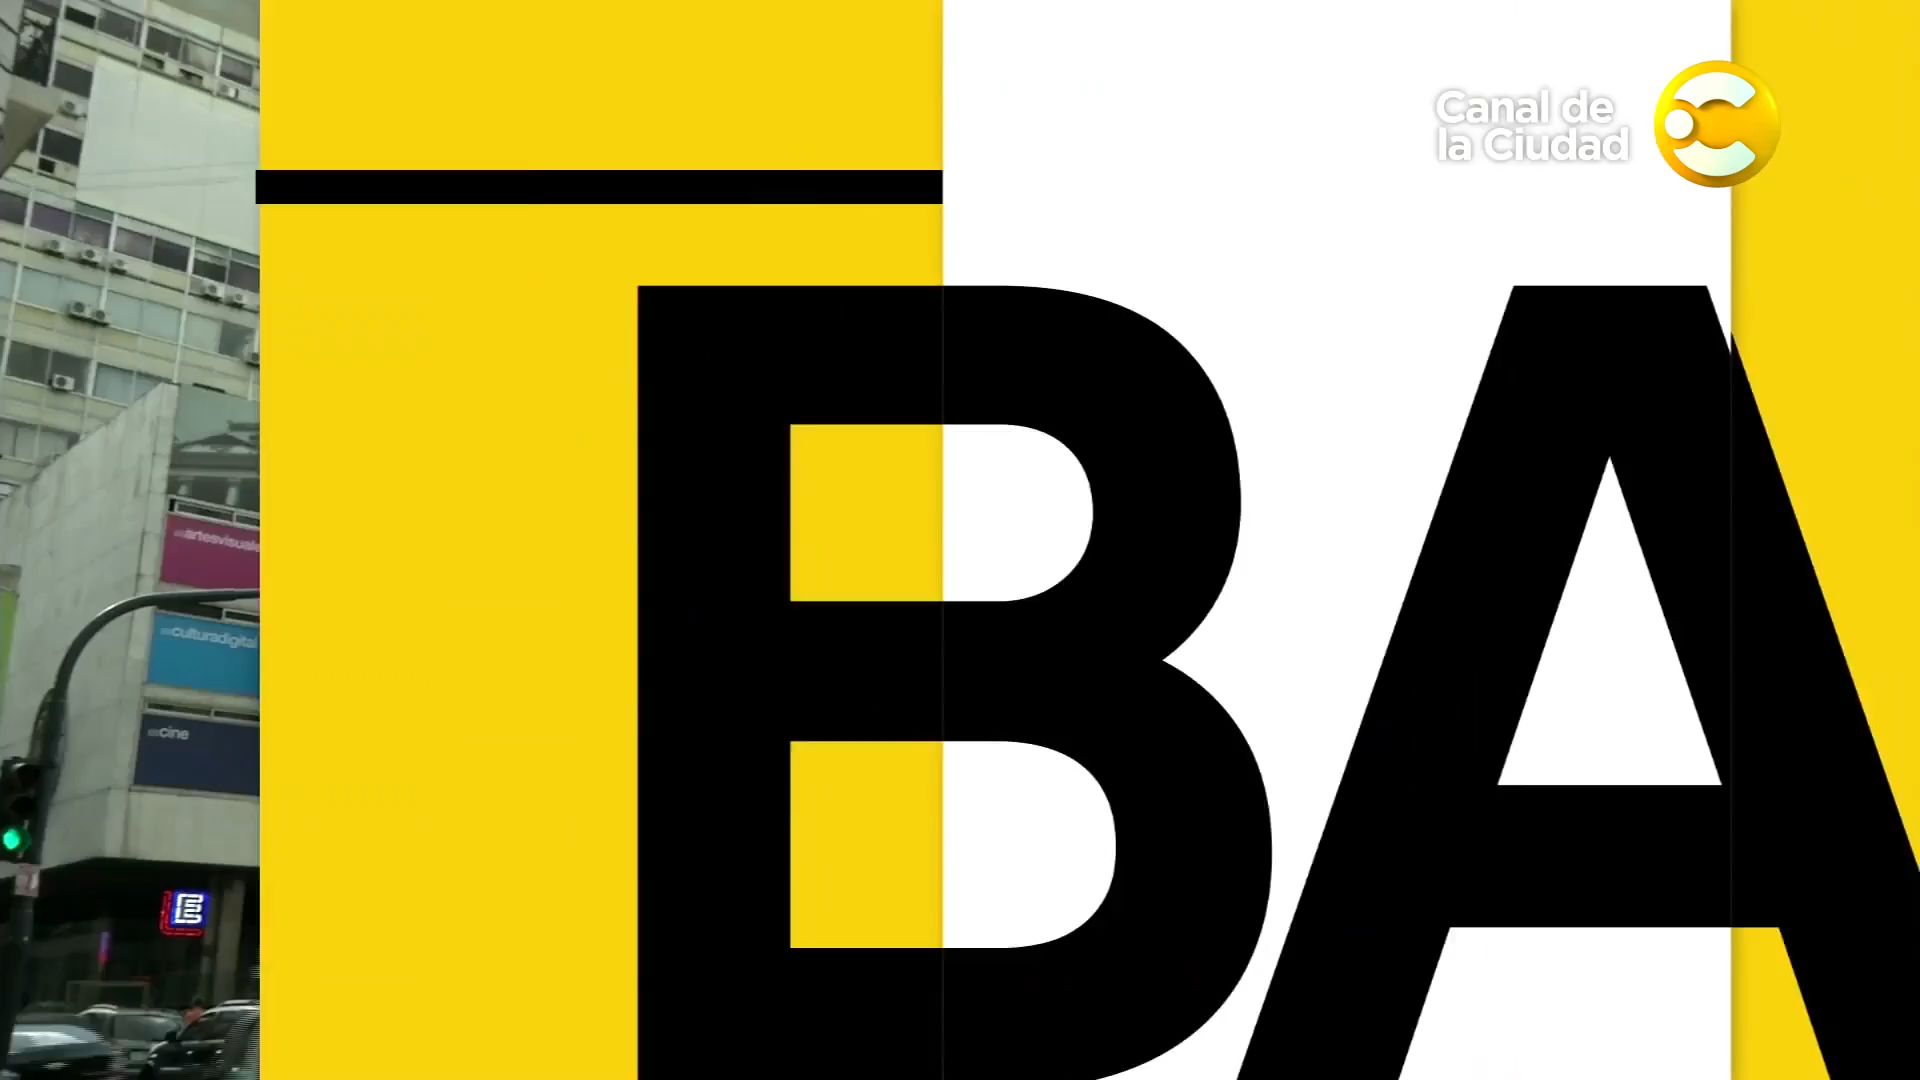 Canal de
la Ciudad
BA
artesvisuale
culturadigital
cine